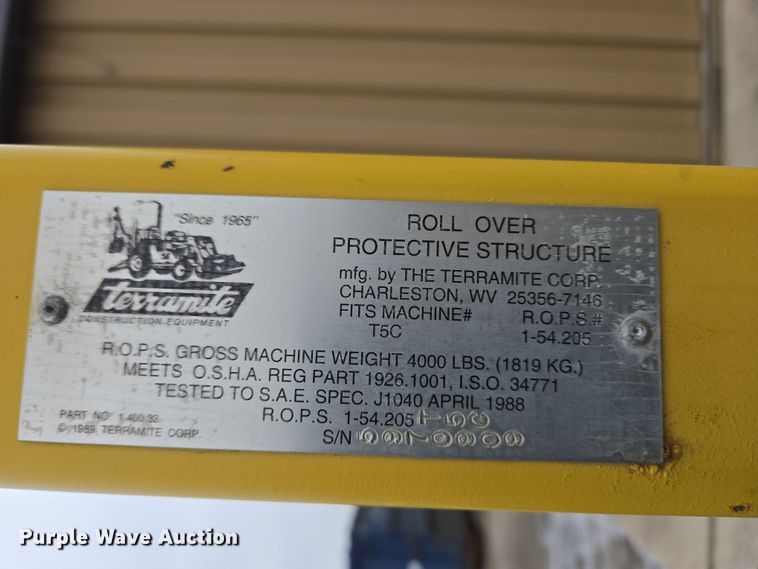 "Since 1965"
terramite
CONSTRUCTION EQUIPMENT
ROLL OVER
PROTECTIVE STRUCTURE
mfg. by THE TERRAMITE CORP.
CHARLESTON, WV 25356-7146
FITS MACHINE# R.O.P.S.#
T5C 1-54.205
R.O.P.S. GROSS MACHINE WEIGHT 4000 LBS. (1819 KG.)
MEETS O.S.H.A. REG PART 1926.1001, I.S.O. 34771
TESTED TO S.A.E. SPEC. J1040 APRIL 1988
R.O.P.S. 1-54.205
S/N
PART NO. 1.400.32
© 1989 TERRAMITE CORP.
Purple Wave Auction